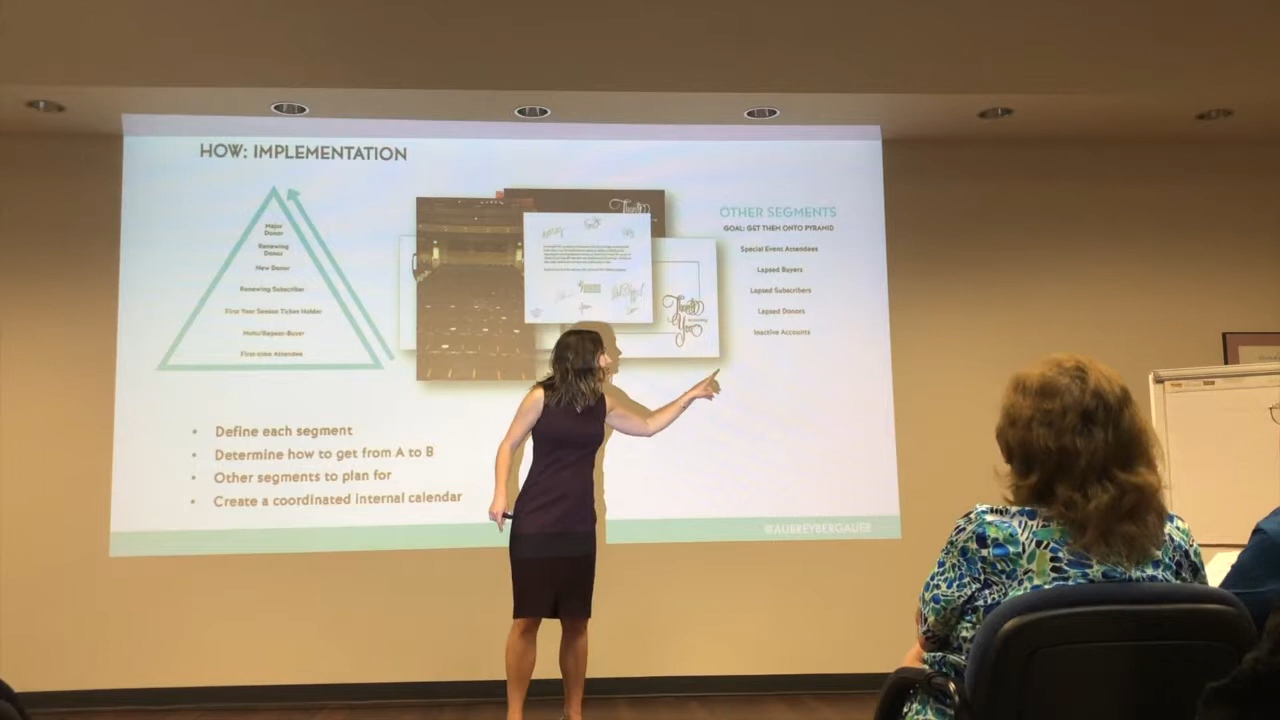 HOW: IMPLEMENTATION
Major
Donor
Renewing
Donor
New Donor
Renewing Subscriber
First Year Season Ticket Holder
Multi/Repeat-Buyer
First-time Attendee
Thank
Thank
You
OTHER SEGMENTS
GOAL: GET THEM ONTO PYRAMID
Special Event Attendees
Lapsed Buyers
Lapsed Subscribers
Lapsed Donors
Inactive Accounts
• Define each segment
• Determine how to get from A to B
• Other segments to plan for
• Create a coordinated internal calendar
@AUBREYBERGAUER